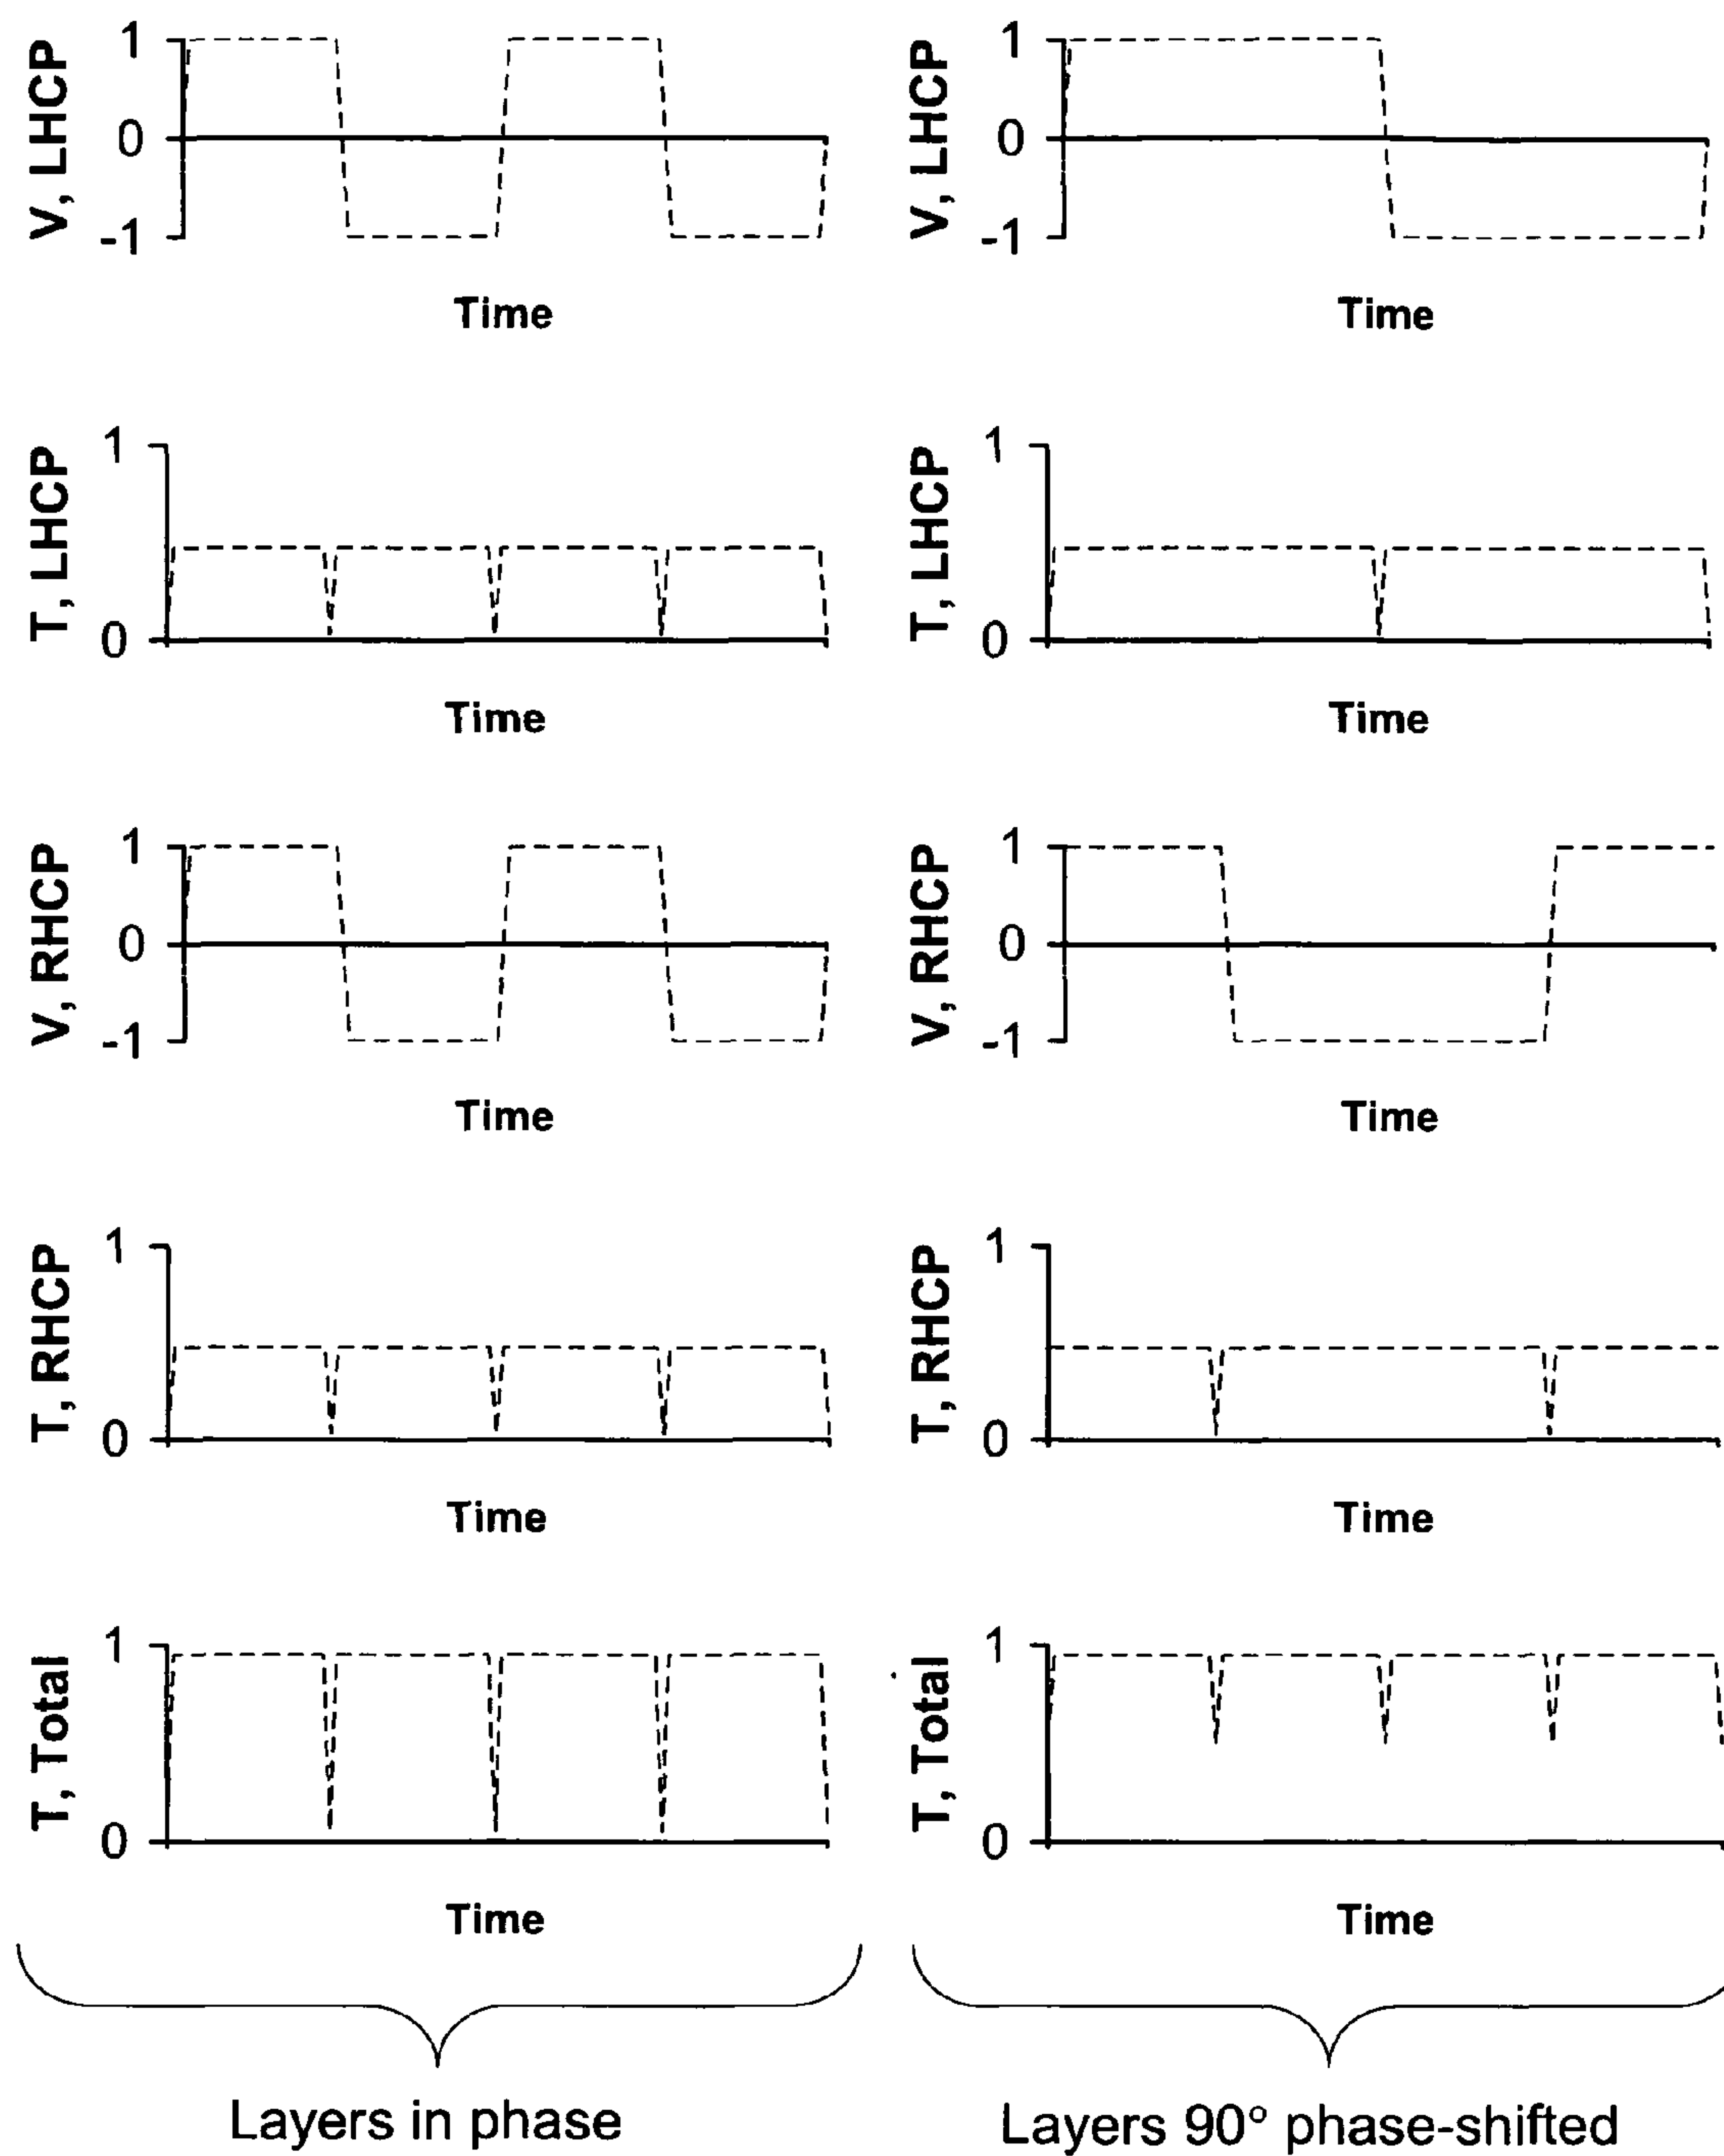 V, LHCP
1
0
-1
Time
V, LHCP
1
0
-1
Time
T, LHCP
1
0
Time
T, LHCP
1
0
Time
V, RHCP
1
0
-1
Time
V, RHCP
1
0
-1
Time
T, RHCP
1
0
Time
T, RHCP
1
0
Time
T, Total
1
0
Time
T, Total
1
0
Time
Layers in phase
Layers 90° phase-shifted